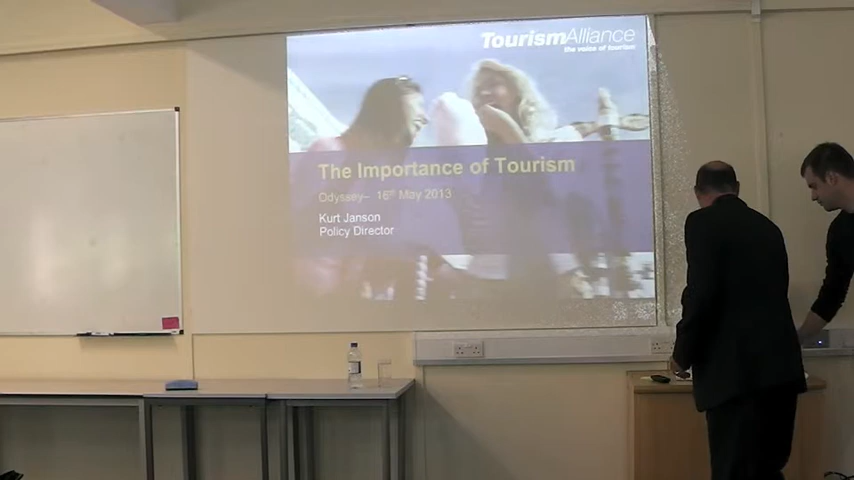 TourismAlliance
the voice of tourism
The Importance of Tourism
Odyssey– 16th May 2013
Kurt Janson
Policy Director